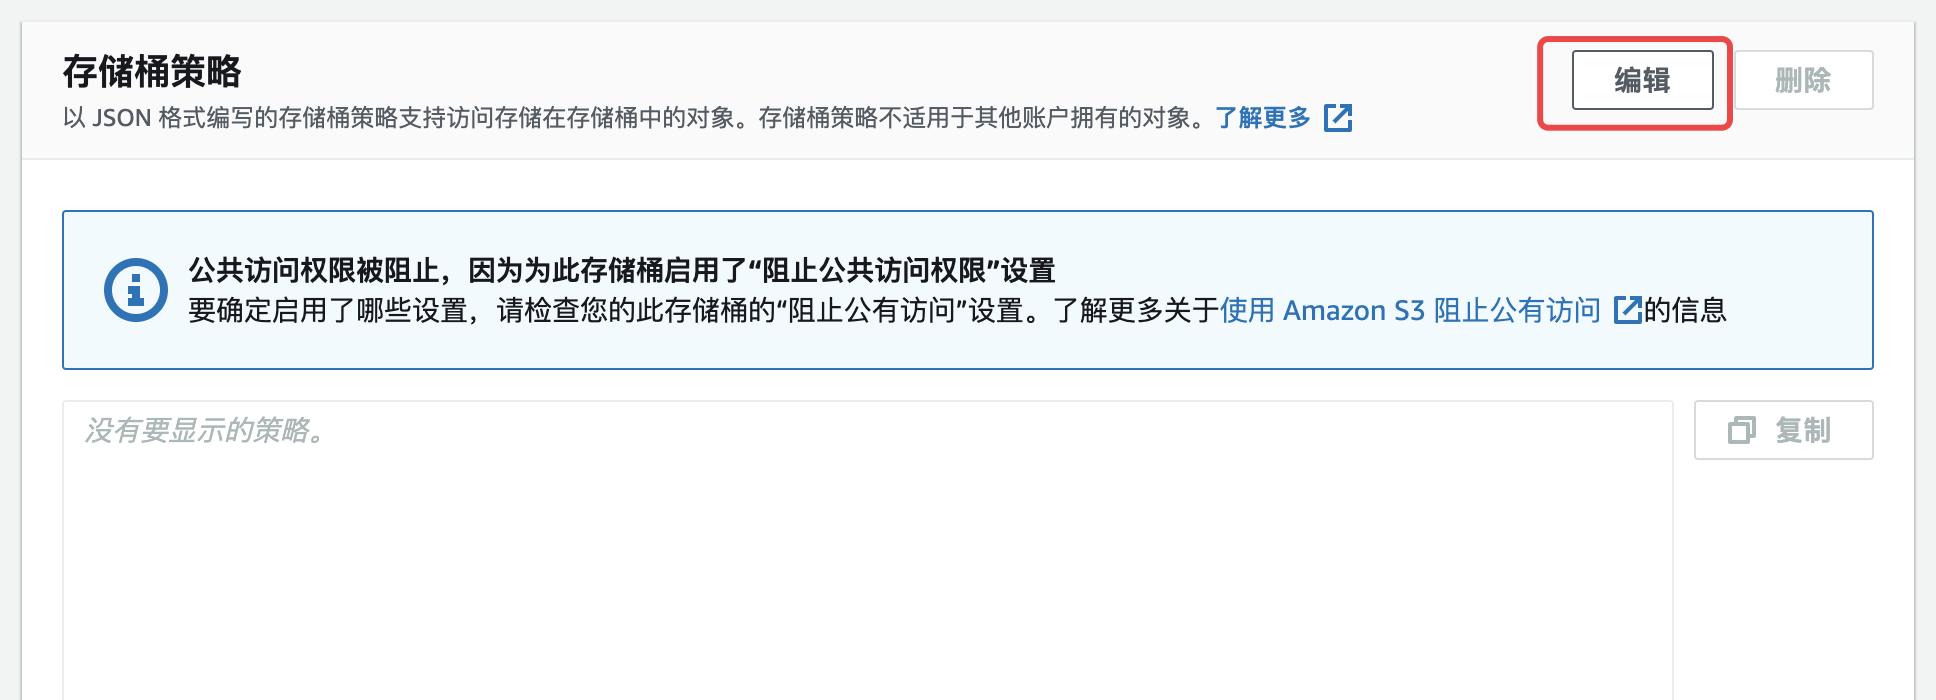 存储桶策略
编辑
删除
以 JSON 格式编写的存储桶策略支持访问存储在存储桶中的对象。存储桶策略不适用于其他账户拥有的对象。了解更多
公共访问权限被阻止，因为为此存储桶启用了“阻止公共访问权限”设置
要确定启用了哪些设置，请检查您的此存储桶的“阻止公有访问”设置。了解更多关于使用 Amazon S3 阻止公有访问 的信息
没有要显示的策略。
复制